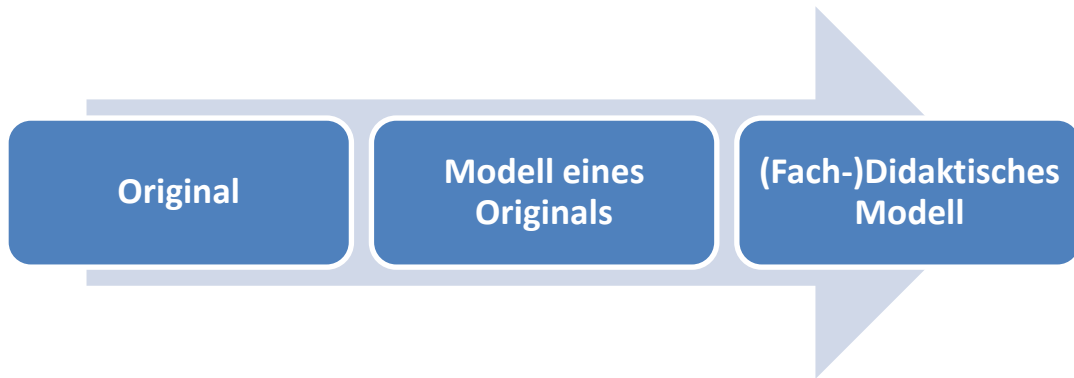 Original
Modell eines
Originals
(Fach-)Didaktisches
Modell